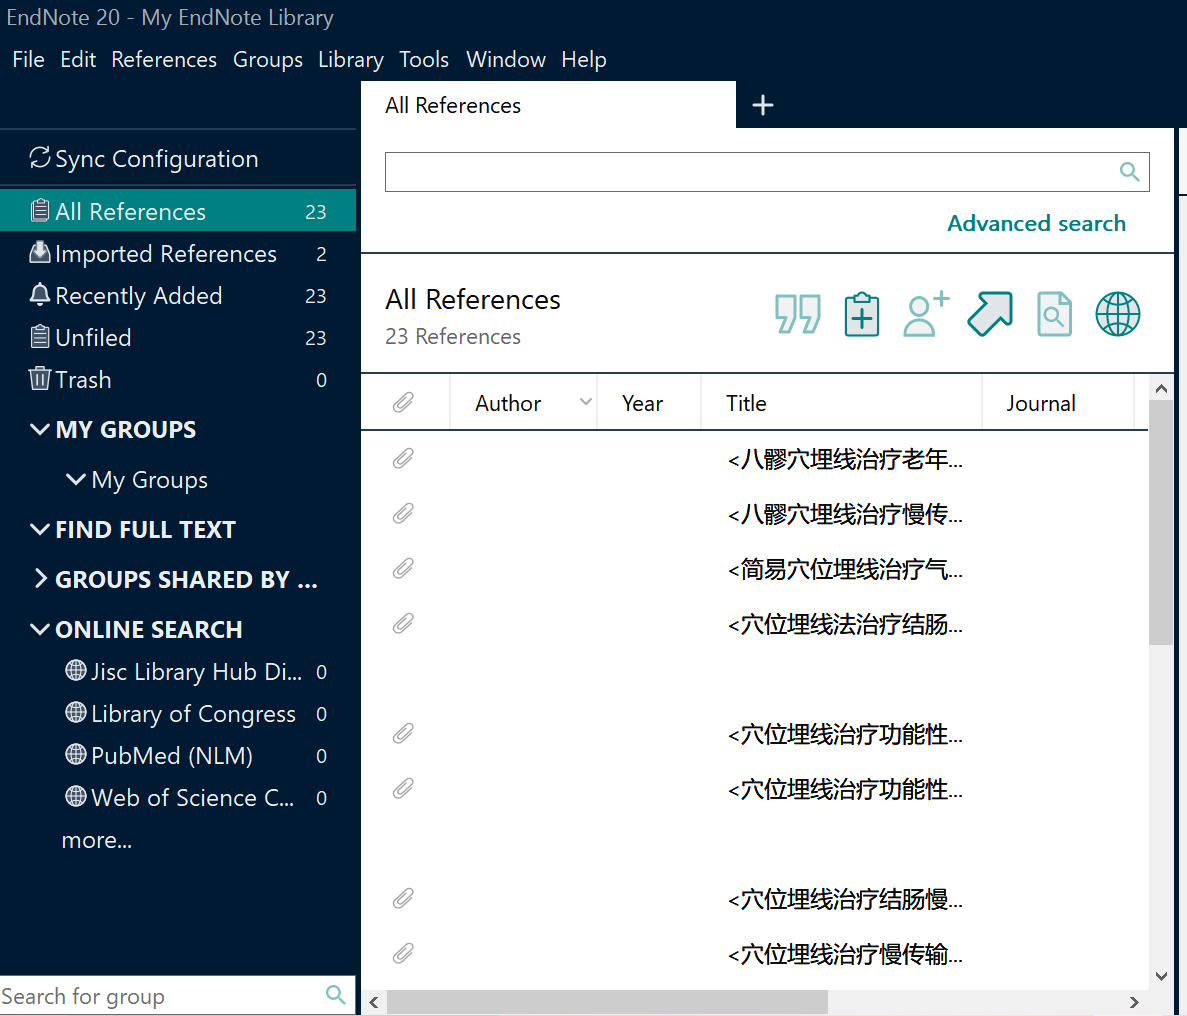 EndNote 20 - My EndNote Library
File Edit References Groups Library Tools Window Help
Sync Configuration
All References 23
Imported References 2
Recently Added 23
Unfiled 23
Trash 0
MY GROUPS
My Groups
FIND FULL TEXT
GROUPS SHARED BY ...
ONLINE SEARCH
Jisc Library Hub Di... 0
Library of Congress 0
PubMed (NLM) 0
Web of Science C... 0
more...
Search for group
All References
Advanced search
All References
23 References
Author Year Title Journal
<八髎穴埋线治疗老年...
<八髎穴埋线治疗慢传...
<简易穴位埋线治疗气...
<穴位埋线法治疗结肠...
<穴位埋线治疗功能性...
<穴位埋线治疗功能性...
<穴位埋线治疗结肠慢...
<穴位埋线治疗慢传输...